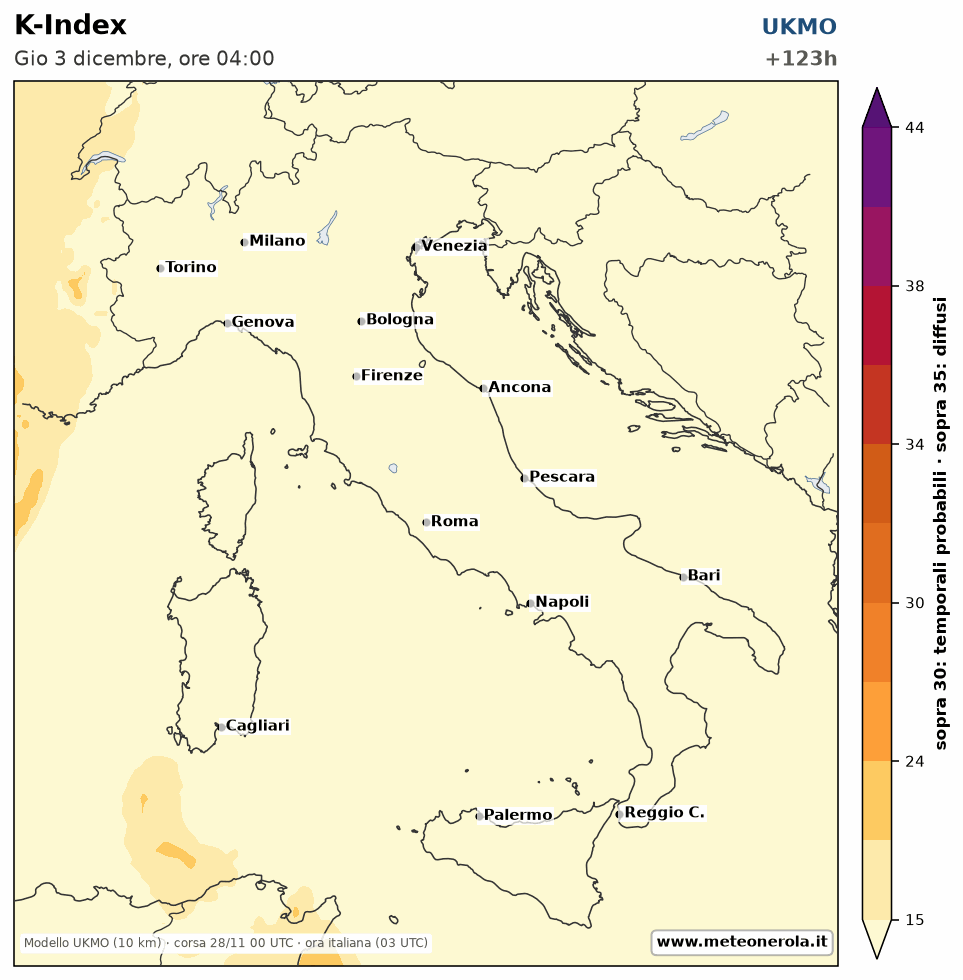 K-Index
UKMO
Gio 3 dicembre, ore 04:00
+123h
Milano
Venezia
Torino
Genova
Bologna
Firenze
Ancona
Pescara
Roma
Bari
Napoli
Cagliari
Palermo
Reggio C.
44
38
34
30
24
15
sopra 30: temporali probabili · sopra 35: diffusi
Modello UKMO (10 km) · corsa 28/11 00 UTC · ora italiana (03 UTC)
www.meteonerola.it